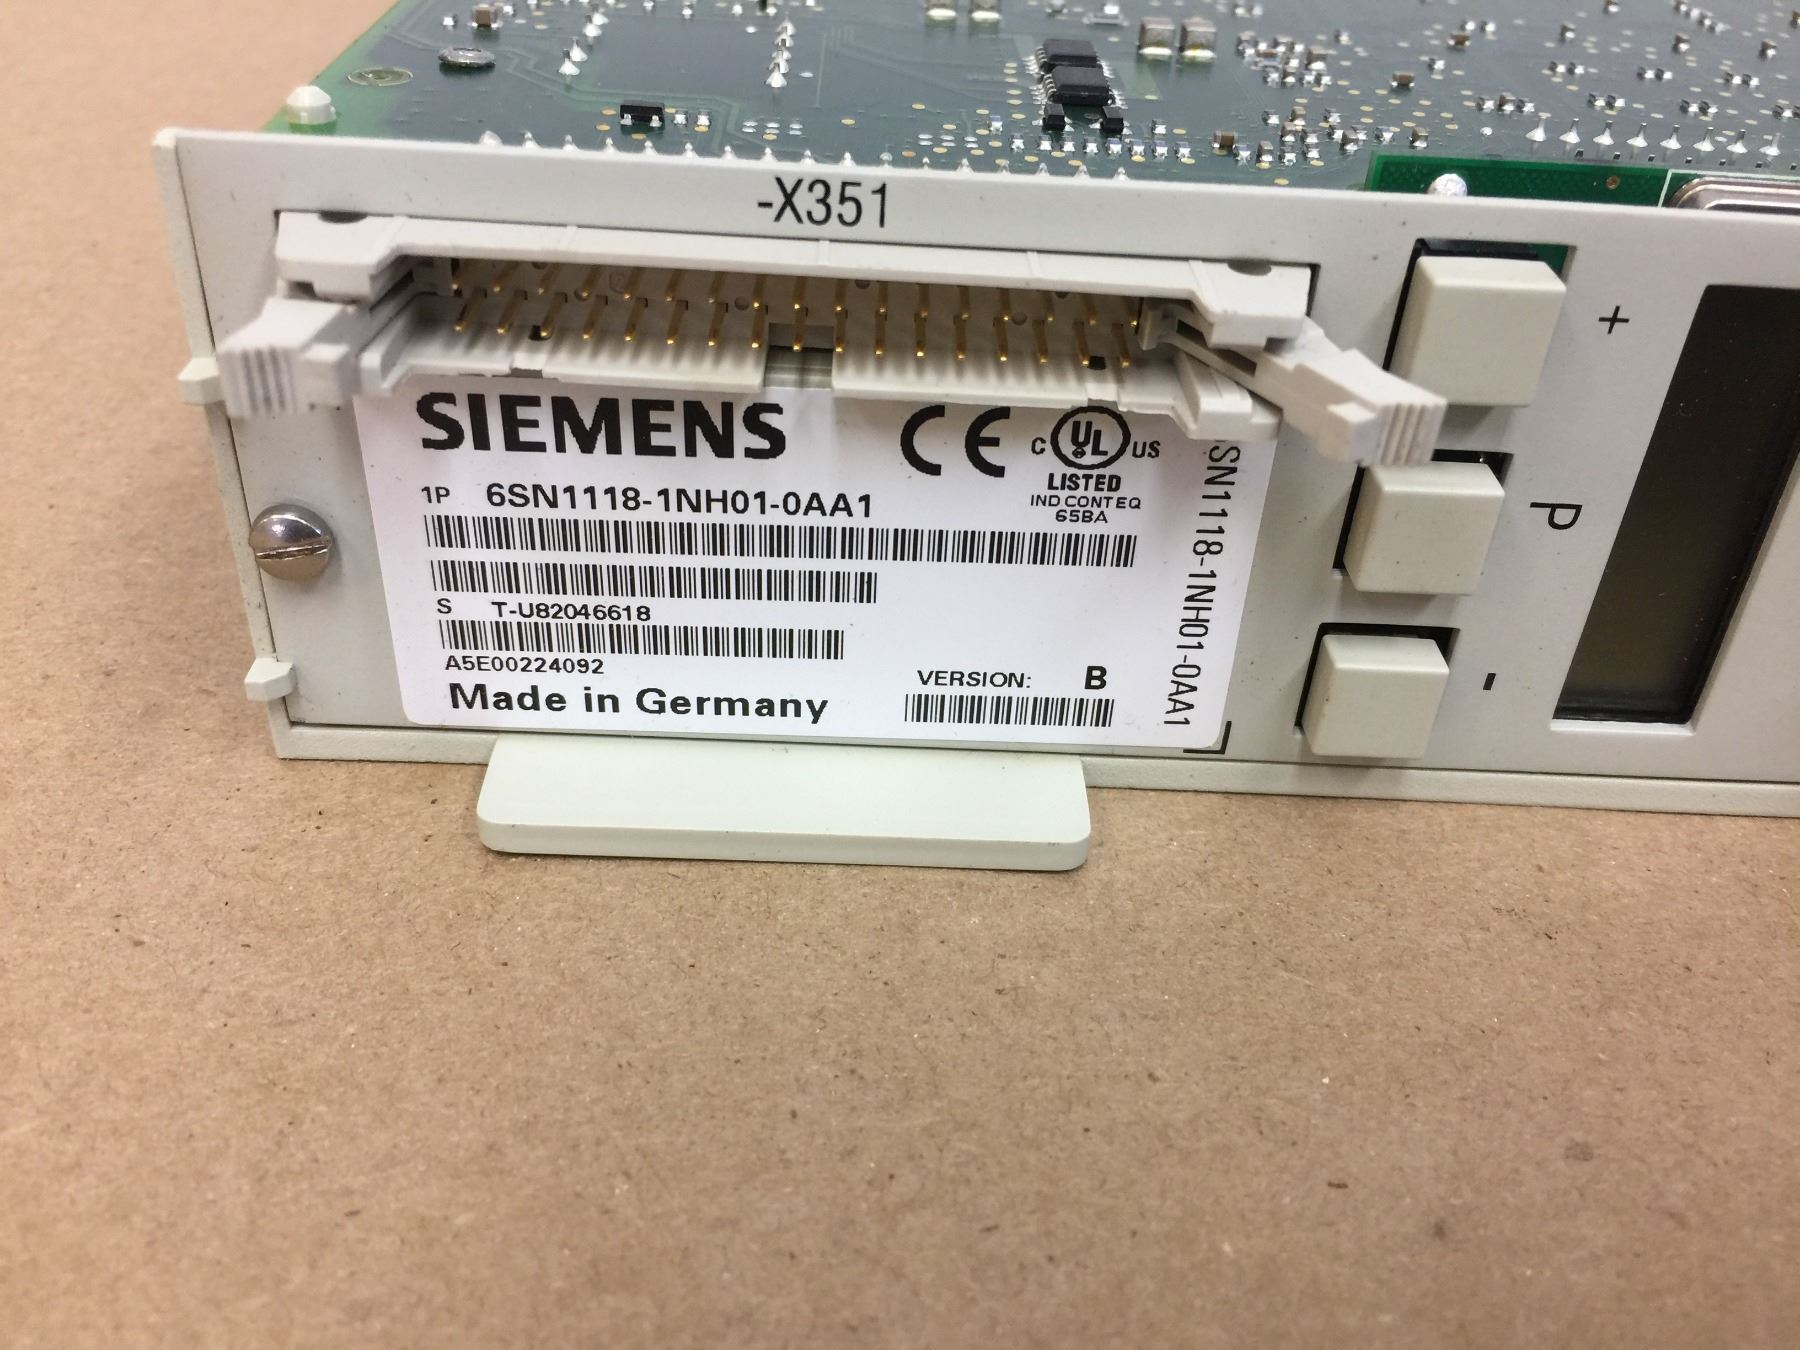 -X351
+
P
-
SIEMENS
CE
C UL US
LISTED
IND CONT EQ
65BA
1P 6SN1118-1NH01-0AA1
S T-U82046618
A5E00224092
VERSION: B
Made in Germany
SN1118-1NH01-0AA1